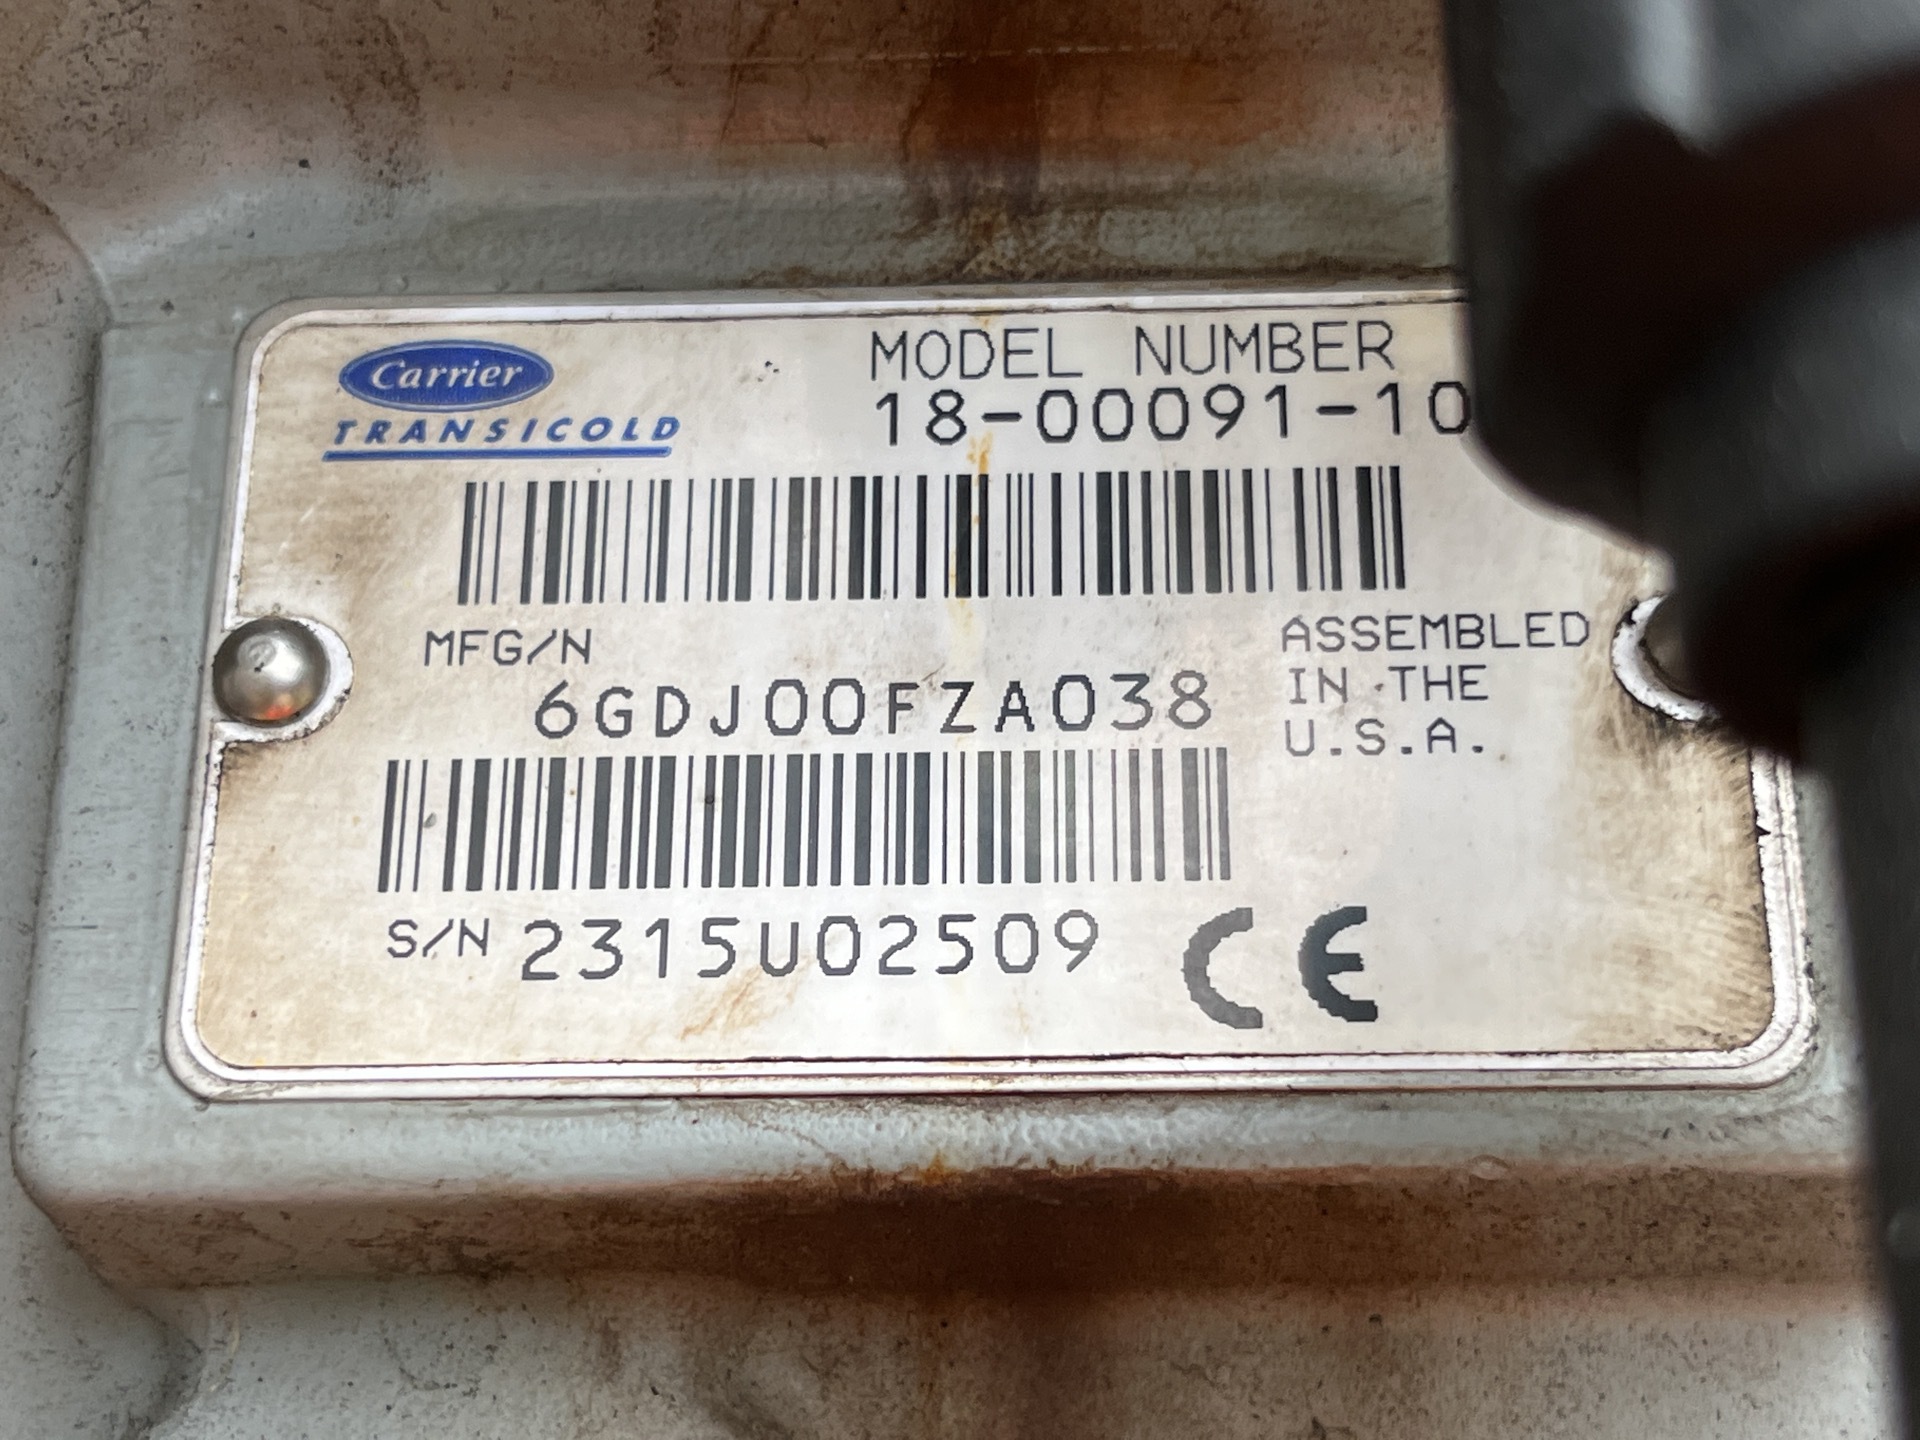 Carrier
TRANSICOLD
MODEL NUMBER
18-00091-10
MFG/N
6GDJ00FZA038
ASSEMBLED
IN THE
U.S.A.
S/N 2315U02509
CE